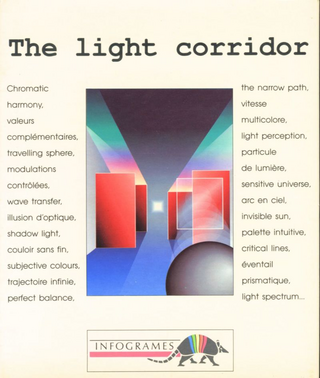 The light corridor
Chromatic
harmony,
valeurs
complémentaires,
travelling sphere,
modulations
contrôlées,
wave transfer,
illusion d'optique,
shadow light,
couloir sans fin,
subjective colours,
trajectoire infinie,
perfect balance,
the narrow path,
vitesse
multicolore,
light perception,
particule
de lumière,
sensitive universe,
arc en ciel,
invisible sun,
palette intuitive,
critical lines,
éventail
prismatique,
light spectrum...
INFOGRAMES